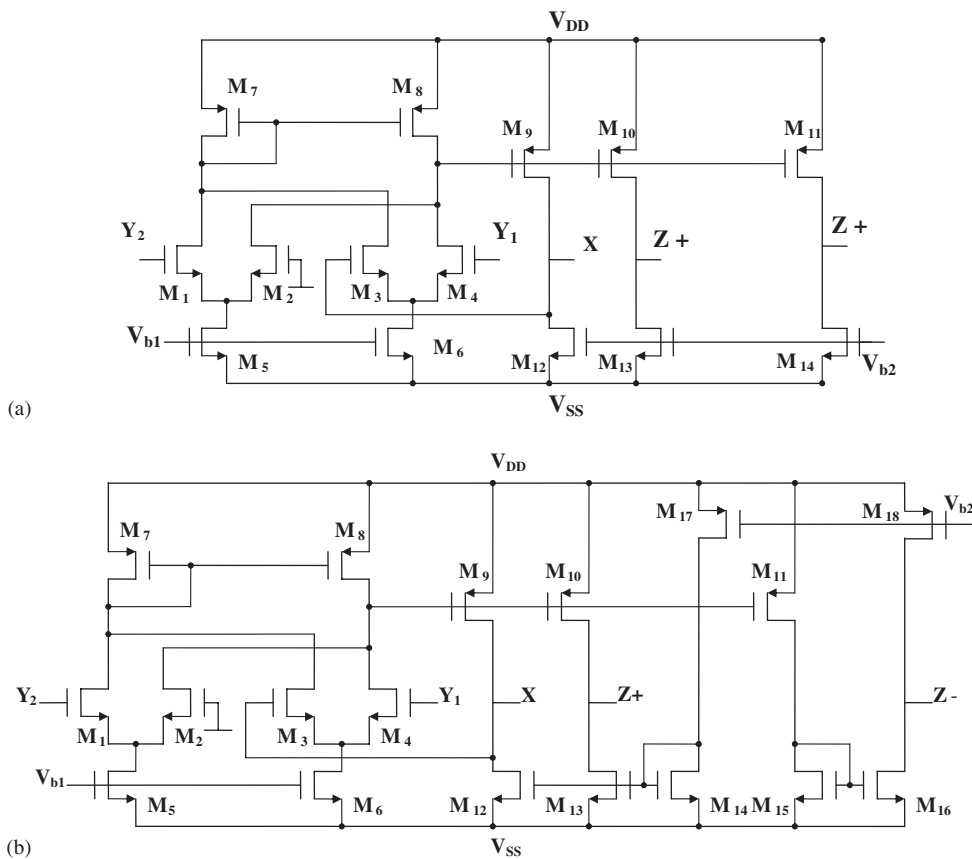 V_DD
M_7 M_8
M_9 M_10 M_11
Y_2 Y_1
X Z + Z +
M_1 M_2 M_3 M_4
V_b1 M_5 M_6 M_12 M_13 M_14 V_b2
V_SS
(a)
V_DD
M_17 M_18 V_b2
M_7 M_8
M_9 M_10 M_11
Y_2 Y_1 X Z+ Z -
M_1 M_2 M_3 M_4
V_b1 M_5 M_6 M_12 M_13 M_14 M_15 M_16
V_SS
(b)